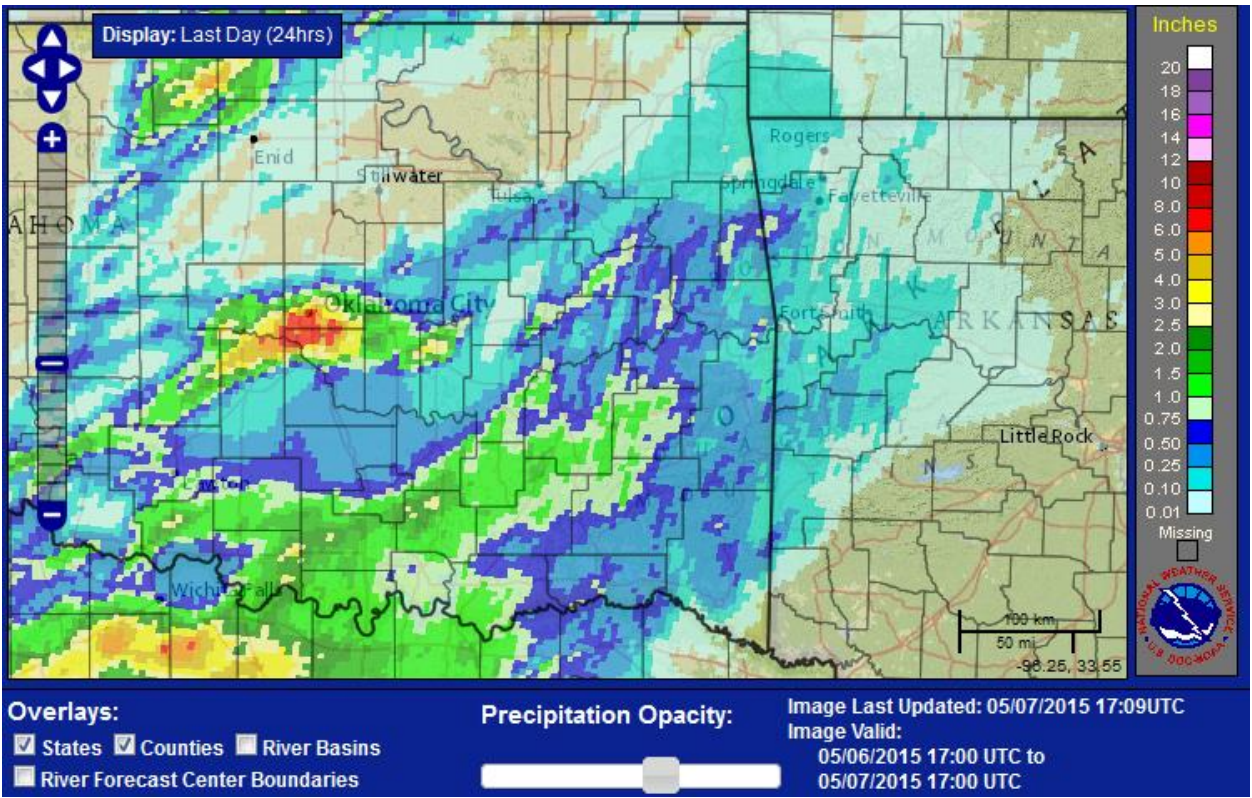 Display: Last Day (24hrs)
Inches
20
18
16
14
12
10
8.0
6.0
5.0
4.0
3.0
2.5
2.0
1.5
1.0
0.75
0.50
0.25
0.10
0.01
Missing
NATIONAL WEATHER SERVICE
Enid
Stillwater
Tulsa
Rogers
Springdale
Fayetteville
AHOMA
Oklahoma City
Fort Smith
ARKANSAS
Little Rock
Lawton
Wichita Falls
100 km
50 mi
-96.25, 33.55
Overlays:
States Counties River Basins
River Forecast Center Boundaries
Precipitation Opacity:
Image Last Updated: 05/07/2015 17:09UTC
Image Valid:
05/06/2015 17:00 UTC to
05/07/2015 17:00 UTC